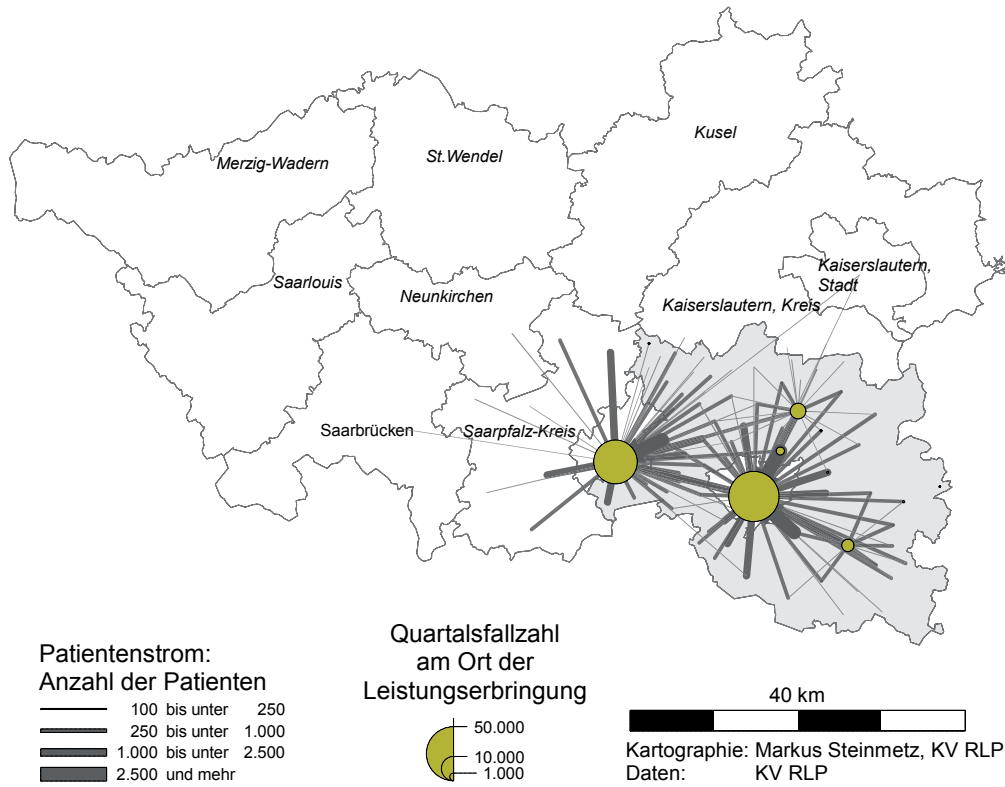 Kusel
St.Wendel
Merzig-Wadern
Kaiserslautern,
Stadt
Saarlouis
Neunkirchen
Kaiserslautern, Kreis
Saarbrücken
Saarpfalz-Kreis
Patientenstrom:
Anzahl der Patienten
100 bis unter 250
250 bis unter 1.000
1.000 bis unter 2.500
2.500 und mehr
Quartalsfallzahl
am Ort der
Leistungserbringung
50.000
10.000
1.000
40 km
Kartographie: Markus Steinmetz, KV RLP
Daten: KV RLP